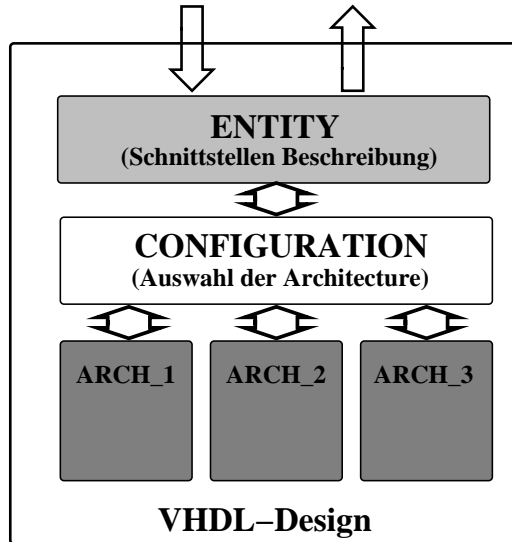 ENTITY
(Schnittstellen Beschreibung)
CONFIGURATION
(Auswahl der Architecture)
ARCH_1 ARCH_2 ARCH_3
VHDL−Design